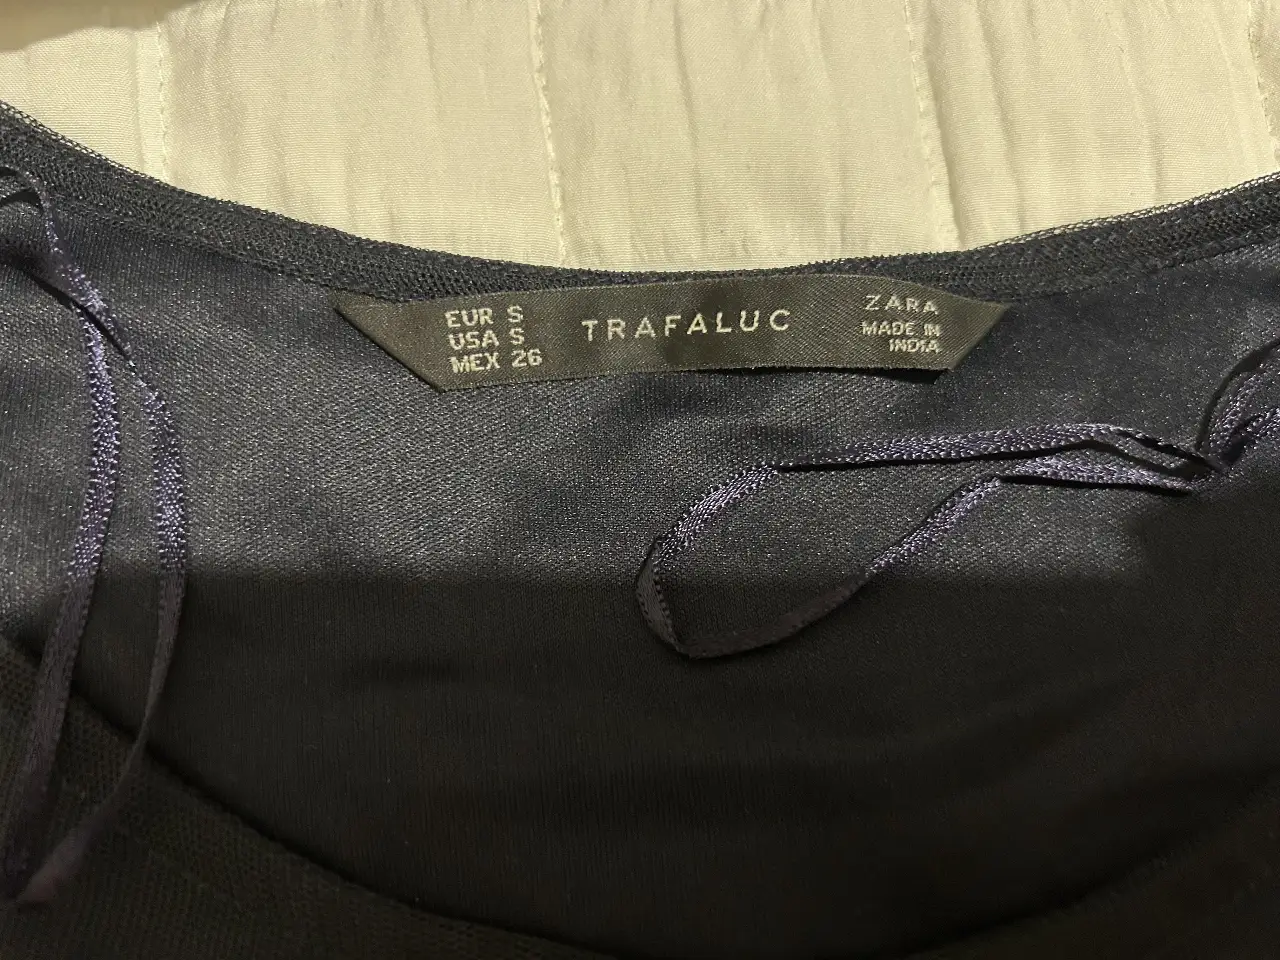 EUR S
USA S
MEX 26
TRAFALUC
ZARA
MADE IN
INDIA